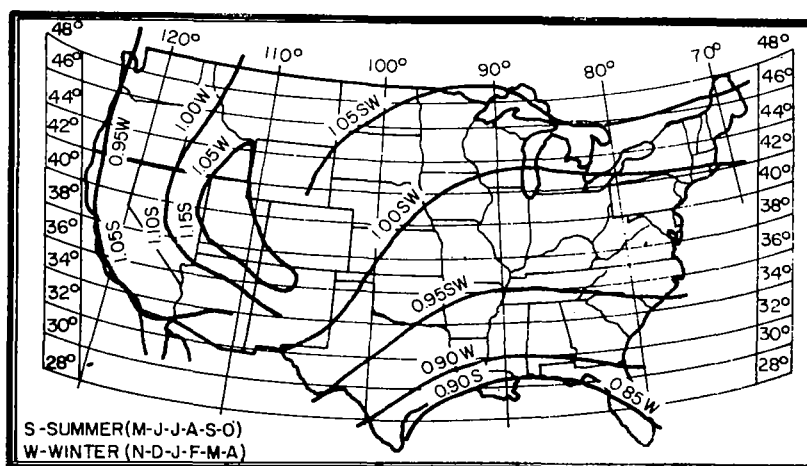 48° 120° 110° 100° 90° 80° 70° 48°
46° 46°
44° 44°
42° 42°
40° 40°
38° 38°
36° 36°
34° 34°
32° 32°
30° 30°
28° 28°
0.95W
1.00W
1.05W
1.05S
1.10S
1.15S
1.05SW
1.00SW
0.95SW
0.90W
0.90S
0.85W
S-SUMMER(M-J-J-A-S-O)
W-WINTER (N-D-J-F-M-A)